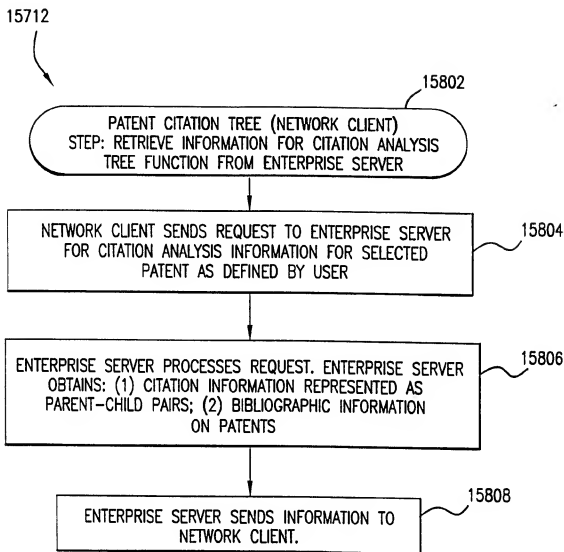 15712
15802
PATENT CITATION TREE (NETWORK CLIENT)
STEP: RETRIEVE INFORMATION FOR CITATION ANALYSIS
TREE FUNCTION FROM ENTERPRISE SERVER
NETWORK CLIENT SENDS REQUEST TO ENTERPRISE SERVER
FOR CITATION ANALYSIS INFORMATION FOR SELECTED
PATENT AS DEFINED BY USER
15804
ENTERPRISE SERVER PROCESSES REQUEST. ENTERPRISE SERVER
OBTAINS: (1) CITATION INFORMATION REPRESENTED AS
PARENT-CHILD PAIRS; (2) BIBLIOGRAPHIC INFORMATION
ON PATENTS
15806
ENTERPRISE SERVER SENDS INFORMATION TO
NETWORK CLIENT.
15808